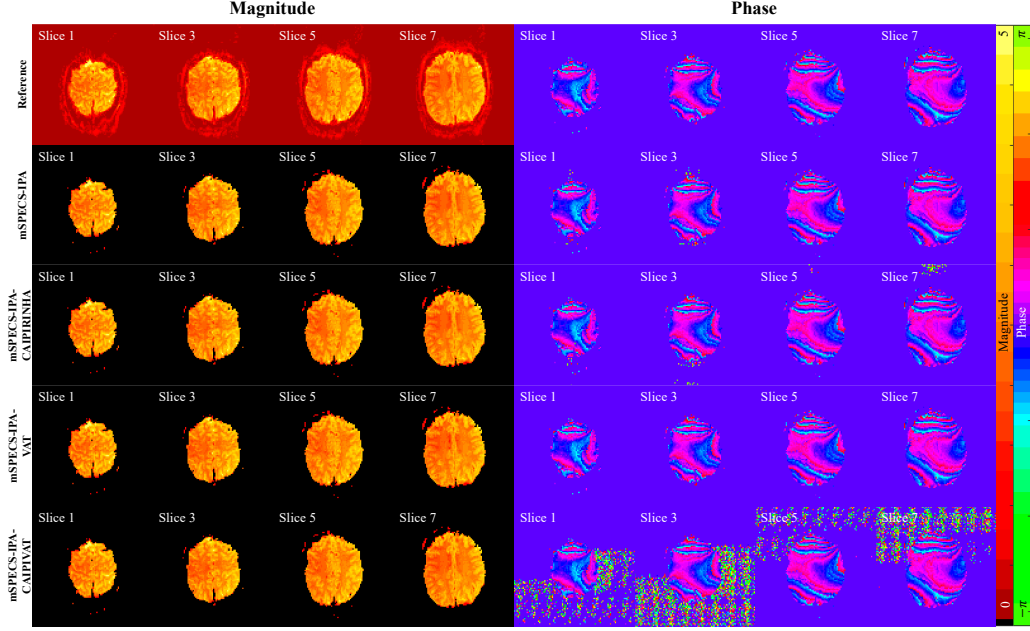 Magnitude Phase
Reference
Slice 1 Slice 3 Slice 5 Slice 7 Slice 1 Slice 3 Slice 5 Slice 7
mSPECS-IPA
Slice 1 Slice 3 Slice 5 Slice 7 Slice 1 Slice 3 Slice 5 Slice 7
mSPECS-IPA-
CAIPIRINHA
Slice 1 Slice 3 Slice 5 Slice 7 Slice 1 Slice 3 Slice 5 Slice 7
mSPECS-IPA-
VAT
Slice 1 Slice 3 Slice 5 Slice 7 Slice 1 Slice 3 Slice 5 Slice 7
mSPECS-IPA-
CAIPIVAT
Slice 1 Slice 3 Slice 5 Slice 7 Slice 1 Slice 3 Slice 5 Slice 7
5
Magnitude
0
π
Phase
−π